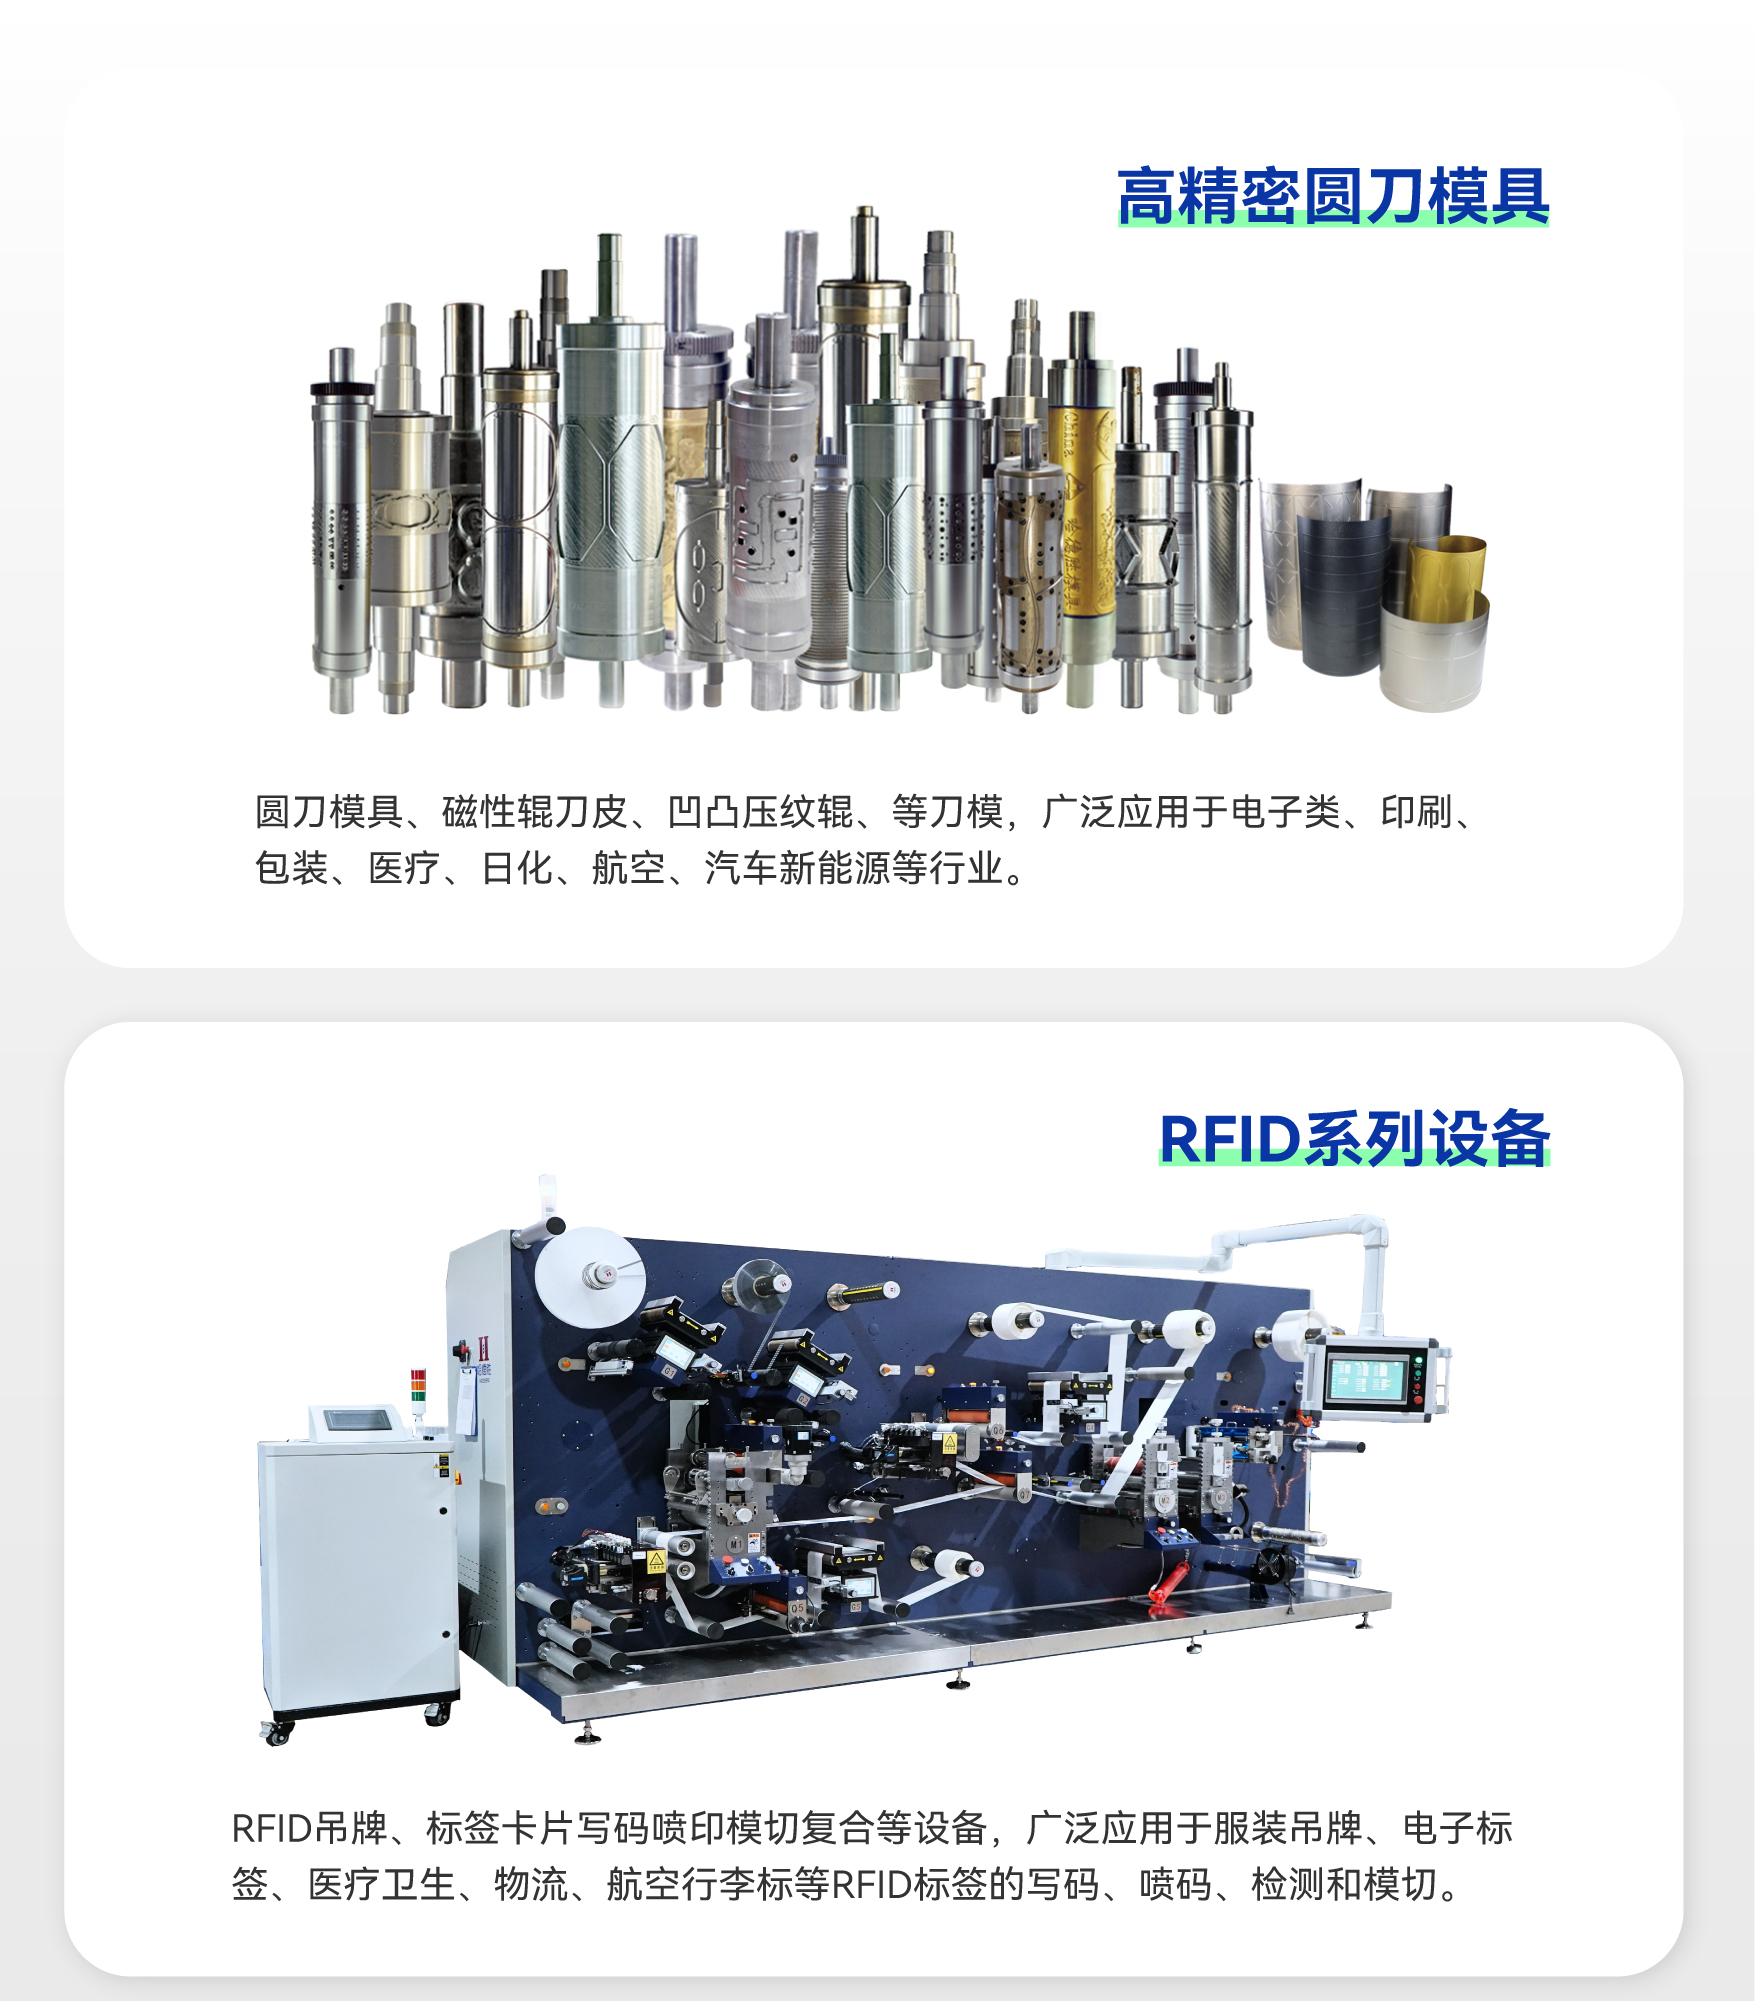 高精密圆刀模具
China
圆刀模具、磁性辊刀皮、凹凸压纹辊、等刀模，广泛应用于电子类、印刷、
包装、医疗、日化、航空、汽车新能源等行业。
RFID系列设备
Q6
Q7
M1
M2
Q5
RFID吊牌、标签卡片写码喷印模切复合等设备，广泛应用于服装吊牌、电子标
签、医疗卫生、物流、航空行李标等RFID标签的写码、喷码、检测和模切。